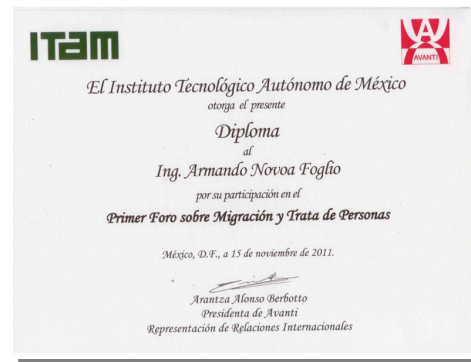 ITAM
AVANTI
El Instituto Tecnológico Autónomo de México
otorga el presente
Diploma
al
Ing. Armando Novoa Foglio
por su participación en el
Primer Foro sobre Migración y Trata de Personas
México, D.F., a 15 de noviembre de 2011.
Arantza Alonso Berbotto
Presidenta de Avanti
Representación de Relaciones Internacionales